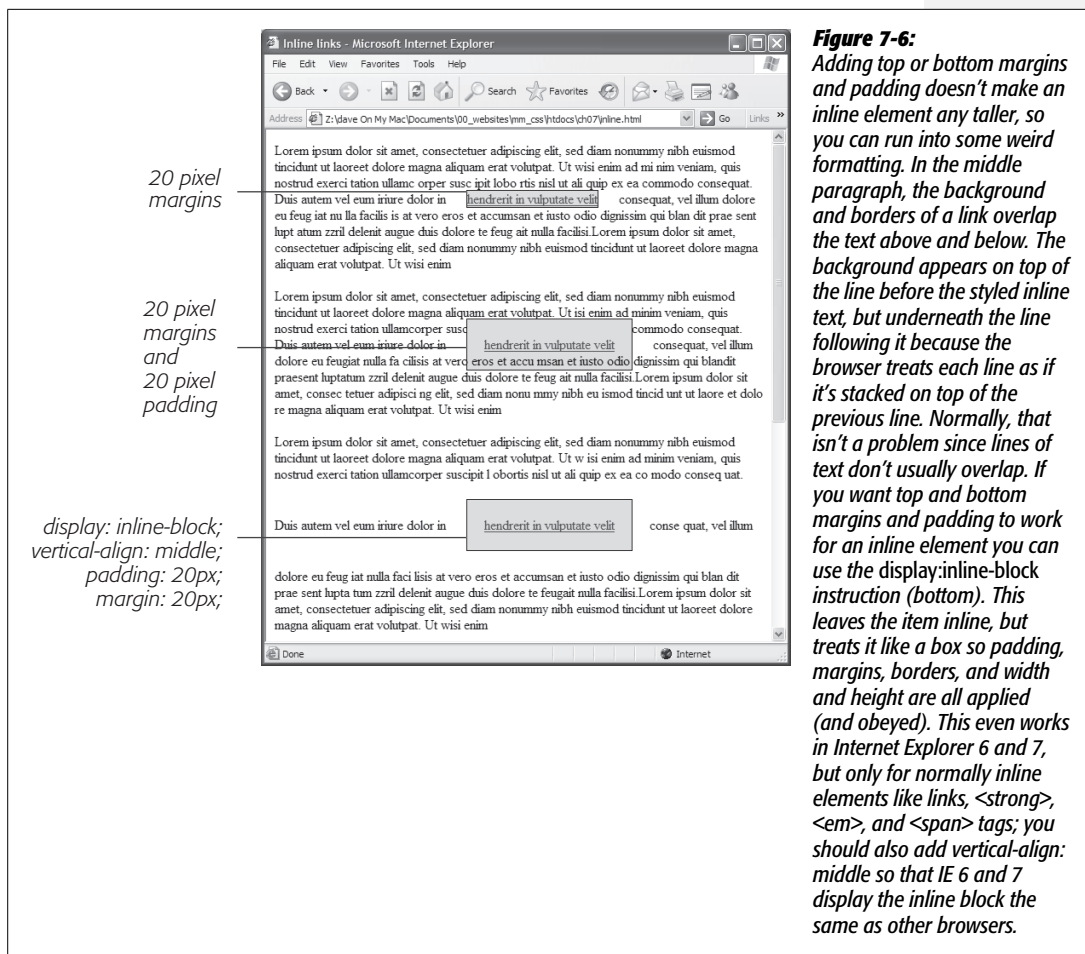 Inline links - Microsoft Internet Explorer
File Edit View Favorites Tools Help
Back Search Favorites
Address Z:\dave On My Mac\Documents\00_websites\mm_css\htdocs\ch07\inline.html Go Links »
20 pixel
margins
Lorem ipsum dolor sit amet, consectetuer adipiscing elit, sed diam nonummy nibh euismod
tincidunt ut laoreet dolore magna aliquam erat volutpat. Ut wisi enim ad mi nim veniam, quis
nostrud exerci tation ullamc orper susc ipit lobo rtis nisl ut ali quip ex ea commodo consequat.
Duis autem vel eum iriure dolor in hendrerit in vulputate velit consequat, vel illum dolore
eu feug iat nu lla facilis is at vero eros et accumsan et iusto odio dignissim qui blan dit prae sent
lupt atum zzril delenit augue duis dolore te feug ait nulla facilisi.Lorem ipsum dolor sit amet,
consectetuer adipiscing elit, sed diam nonummy nibh euismod tincidunt ut laoreet dolore magna
aliquam erat volutpat. Ut wisi enim
20 pixel
margins
and
20 pixel
padding
Lorem ipsum dolor sit amet, consectetuer adipiscing elit, sed diam nonummy nibh euismod
tincidunt ut laoreet dolore magna aliquam erat volutpat. Ut isi enim ad minim veniam, quis
nostrud exerci tation ullamcorper susc commodo consequat.
Duis autem vel eum iriure dolor in hendrerit in vulputate velit consequat, vel illum
dolore eu feugiat nulla fa cilisis at vero eros et accu msan et iusto odio dignissim qui blandit
praesent luptatum zzril delenit augue duis dolore te feug ait nulla facilisi.Lorem ipsum dolor sit
amet, consec tetuer adipisci ng elit, sed diam nonu mmy nibh eu ismod tincid unt ut laore et dolo
re magna aliquam erat volutpat. Ut wisi enim
display: inline-block;
vertical-align: middle;
padding: 20px;
margin: 20px;
Lorem ipsum dolor sit amet, consectetuer adipiscing elit, sed diam nonummy nibh euismod
tincidunt ut laoreet dolore magna aliquam erat volutpat. Ut w isi enim ad minim veniam, quis
nostrud exerci tation ullamcorper suscipit l obortis nisl ut ali quip ex ea co modo conseq uat.
Duis autem vel eum iriure dolor in hendrerit in vulputate velit conse quat, vel illum
dolore eu feug iat nulla faci lisis at vero eros et accumsan et iusto odio dignissim qui blan dit
prae sent lupta tum zzril delenit augue duis dolore te feugait nulla facilisi.Lorem ipsum dolor sit
amet, consectetuer adipiscing elit, sed diam nonummy nibh euismod tincidunt ut laoreet dolore
magna aliquam erat volutpat. Ut wisi enim
Done Internet
Figure 7-6:
Adding top or bottom margins
and padding doesn't make an
inline element any taller, so
you can run into some weird
formatting. In the middle
paragraph, the background
and borders of a link overlap
the text above and below. The
background appears on top of
the line before the styled inline
text, but underneath the line
following it because the
browser treats each line as if
it's stacked on top of the
previous line. Normally, that
isn't a problem since lines of
text don't usually overlap. If
you want top and bottom
margins and padding to work
for an inline element you can
use the display:inline-block
instruction (bottom). This
leaves the item inline, but
treats it like a box so padding,
margins, borders, and width
and height are all applied
(and obeyed). This even works
in Internet Explorer 6 and 7,
but only for normally inline
elements like links, <strong>,
<em>, and <span> tags; you
should also add vertical-align:
middle so that IE 6 and 7
display the inline block the
same as other browsers.